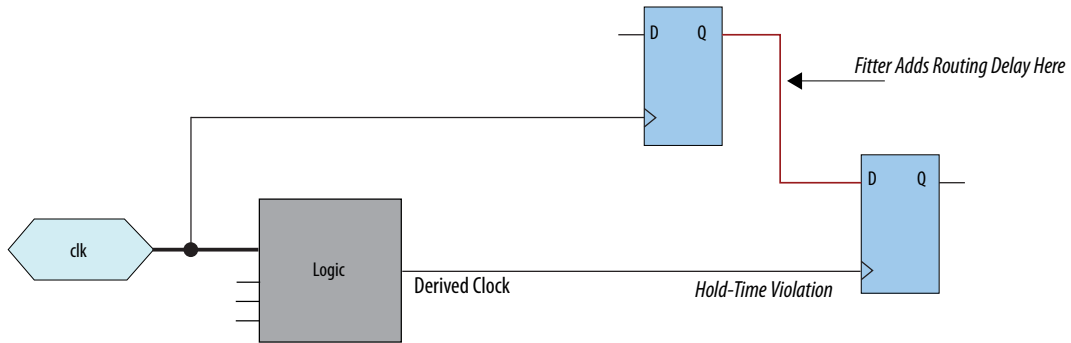 D Q
Fitter Adds Routing Delay Here
D Q
clk
Logic
Derived Clock
Hold-Time Violation